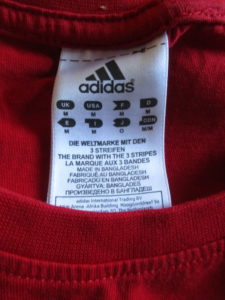 adidas
UK USA F D
M M M M
E I J CDN
M M O M/M
DIE WELTMARKE MIT DEN
3 STREIFEN
THE BRAND WITH THE 3 STRIPES
LA MARQUE AUX 3 BANDES
MADE IN BANGLADESH
FABRIQUÉ AU BANGLADESH
FABRICADO EN BANGLADESH
GYÁRTVA: BANGLADES
ПРОИЗВЕДЕНО В БАНГЛАДЕШ
adidas International Trading BV